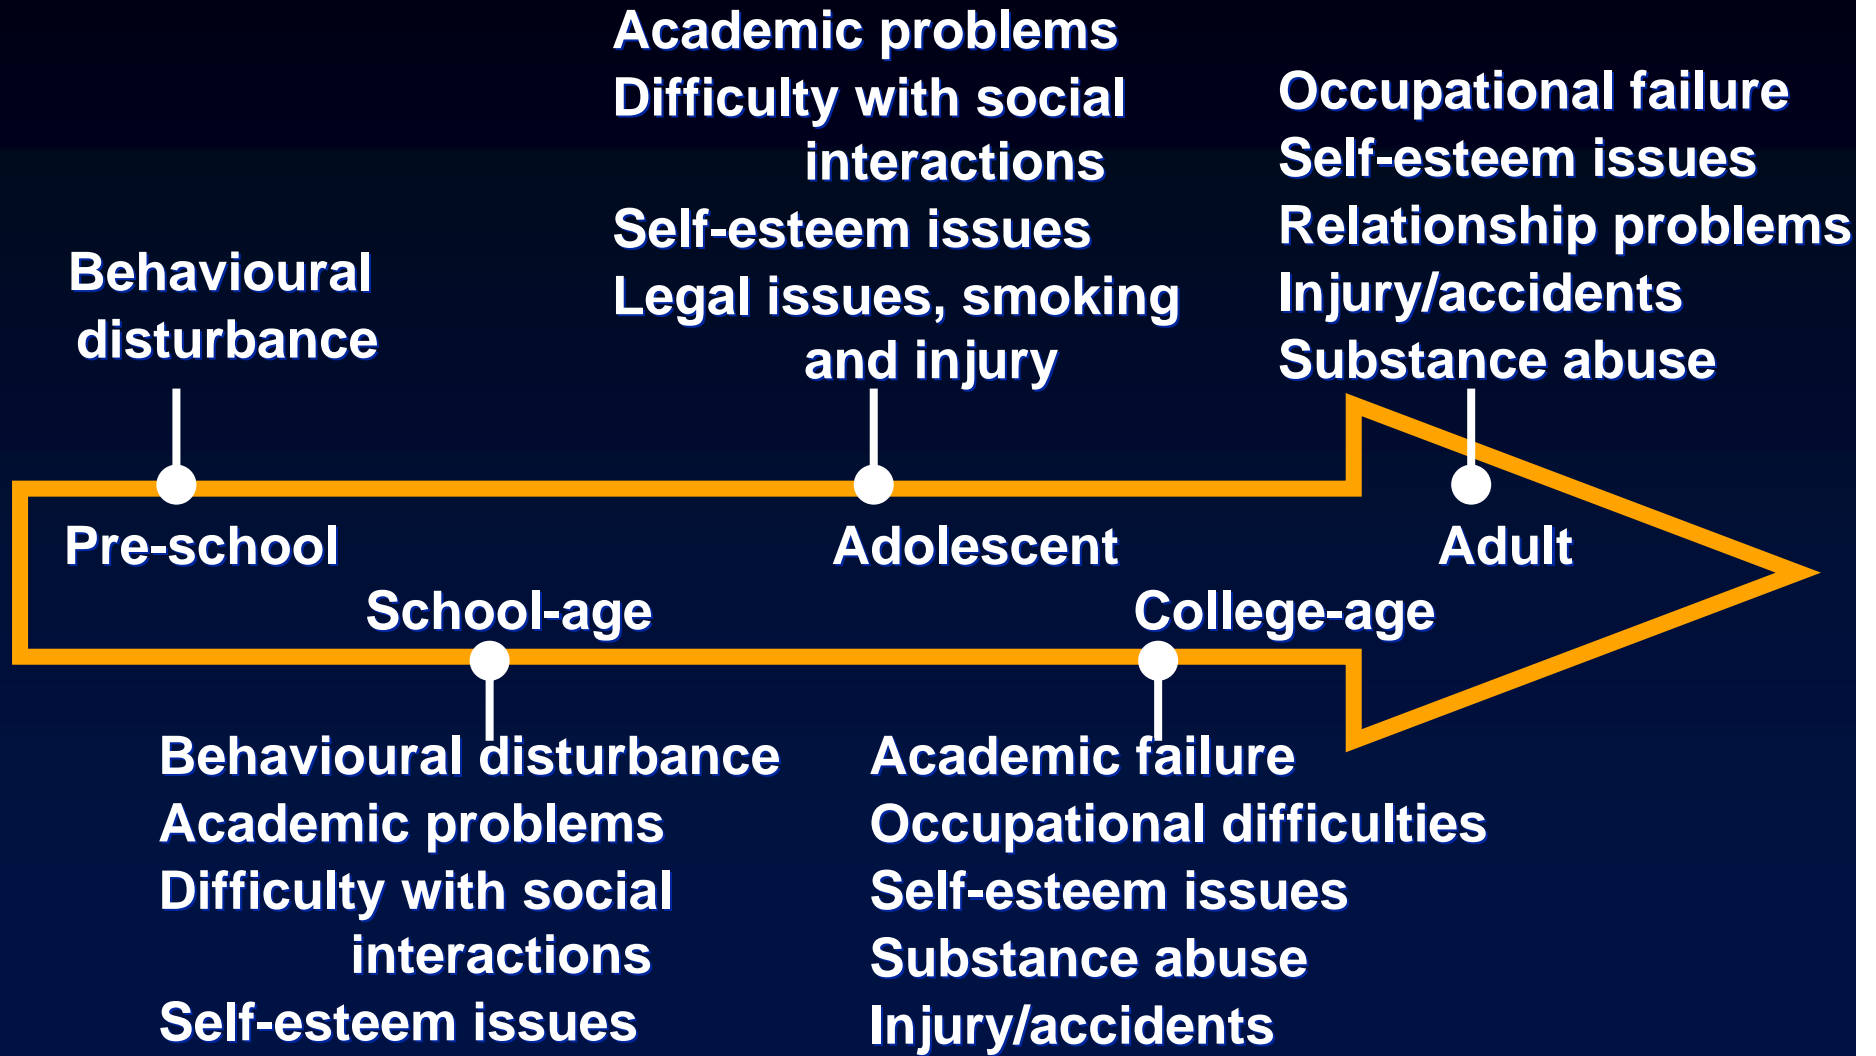 Academic problems
Difficulty with social
interactions
Self-esteem issues
Legal issues, smoking
and injury
Occupational failure
Self-esteem issues
Relationship problems
Injury/accidents
Substance abuse
Behavioural
disturbance
Pre-school
Adolescent
Adult
School-age
College-age
Behavioural disturbance
Academic problems
Difficulty with social
interactions
Self-esteem issues
Academic failure
Occupational difficulties
Self-esteem issues
Substance abuse
Injury/accidents